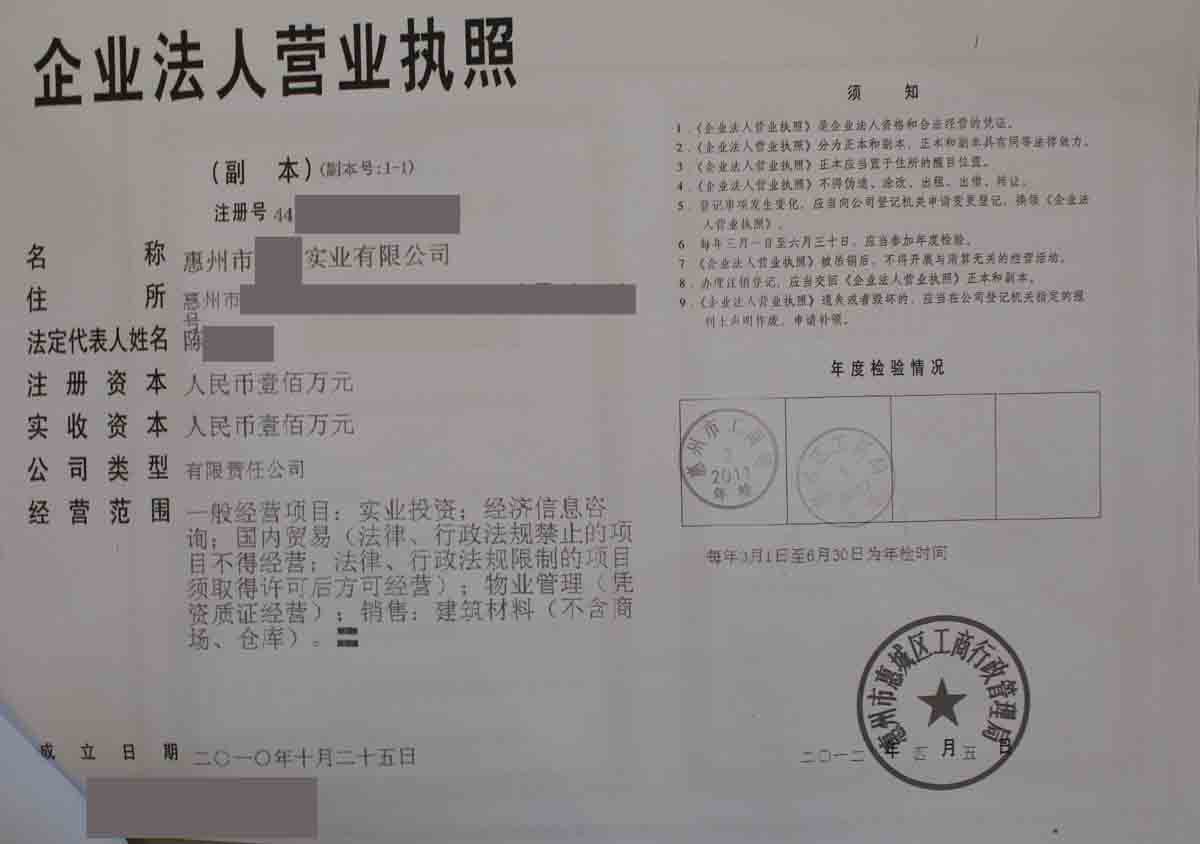 企业法人营业执照
(副 本)(副本号:1-1)
注册号 44
名 称 惠州市 实业有限公司
住 所 惠州市
号
法定代表人姓名 陈
注册资本 人民币壹佰万元
实收资本 人民币壹佰万元
公司类型 有限责任公司
经营范围 一般经营项目：实业投资；经济信息咨
询；国内贸易（法律、行政法规禁止的项
目不得经营；法律、行政法规限制的项目
须取得许可后方可经营）；物业管理（凭
资质证经营）；销售：建筑材料（不含商
场、仓库）。
成立日期 二〇一〇年十月二十五日
须 知
1．《企业法人营业执照》是企业法人资格和合法经营的凭证。
2．《企业法人营业执照》分为正本和副本，正本和副本具有同等法律效力。
3 《企业法人营业执照》正本应当置于住所的醒目位置。
4．《企业法人营业执照》不得伪造、涂改、出租、出借、转让。
5．登记事项发生变化，应当向公司登记机关申请变更登记，换领《企业法
人营业执照》。
6 每年三月一日至六月三十日，应当参加年度检验。
7 《企业法人营业执照》被吊销后，不得开展与清算无关的经营活动。
8．办理注销登记，应当交回《企业法人营业执照》正本和副本。
9．《企业法人营业执照》遗失或者毁坏的，应当在公司登记机关指定的报
刊上声明作废，申请补领。
年度检验情况
惠州市工商
2011
年检
每年3月1日至6月30日为年检时间
惠州市惠城区工商行政管理局
二〇一二 年 月 五 日